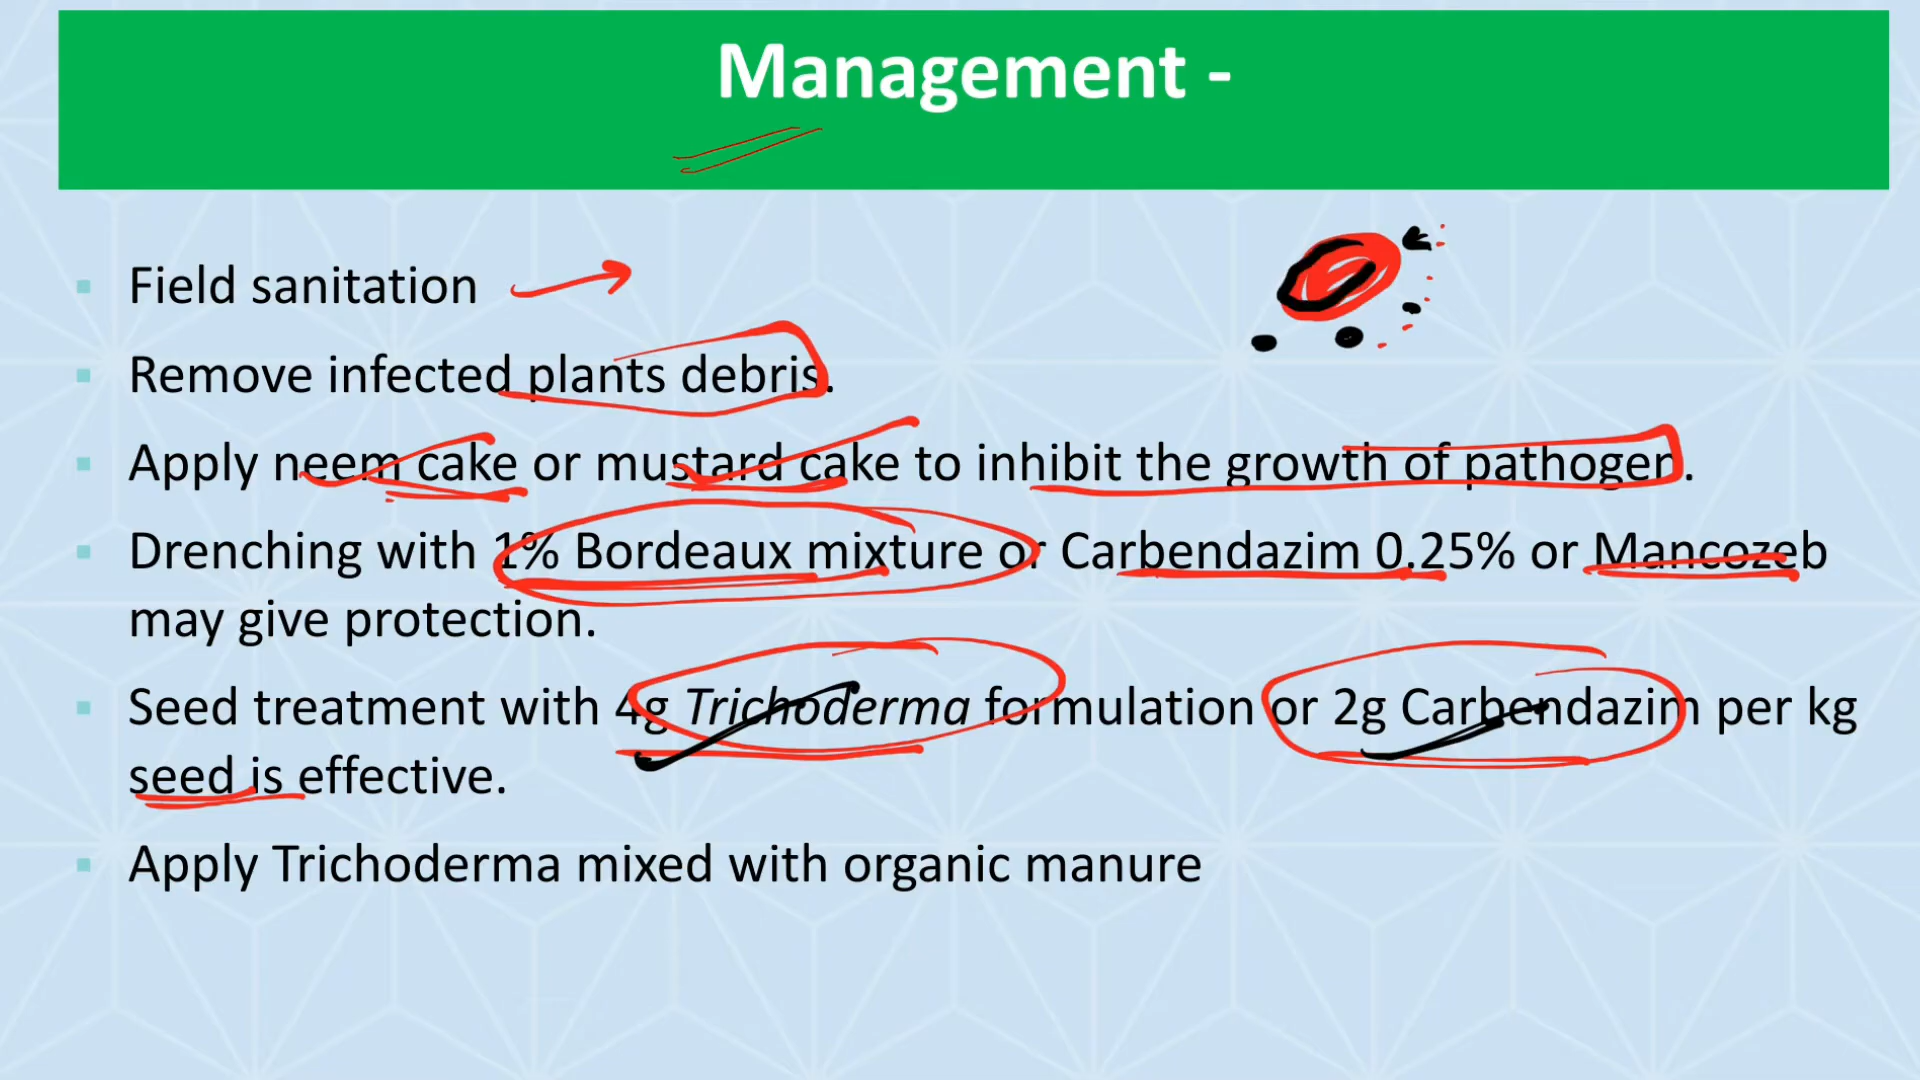 Management -
Field sanitation
Remove infected plants debris.
Apply neem cake or mustard cake to inhibit the growth of pathogen.
Drenching with 1% Bordeaux mixture or Carbendazim 0.25% or Mancozeb
may give protection.
Seed treatment with 4g Trichoderma formulation or 2g Carbendazim per kg
seed is effective.
Apply Trichoderma mixed with organic manure